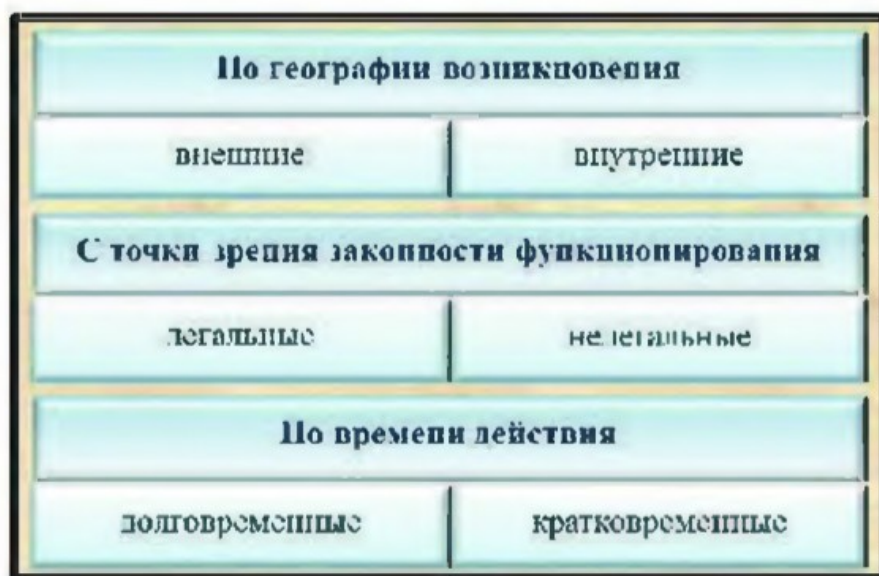 По географии возникновения
внешние внутренние
С точки зрения законности функционирования
легальные нелегальные
По времени действия
долговременные кратковременные